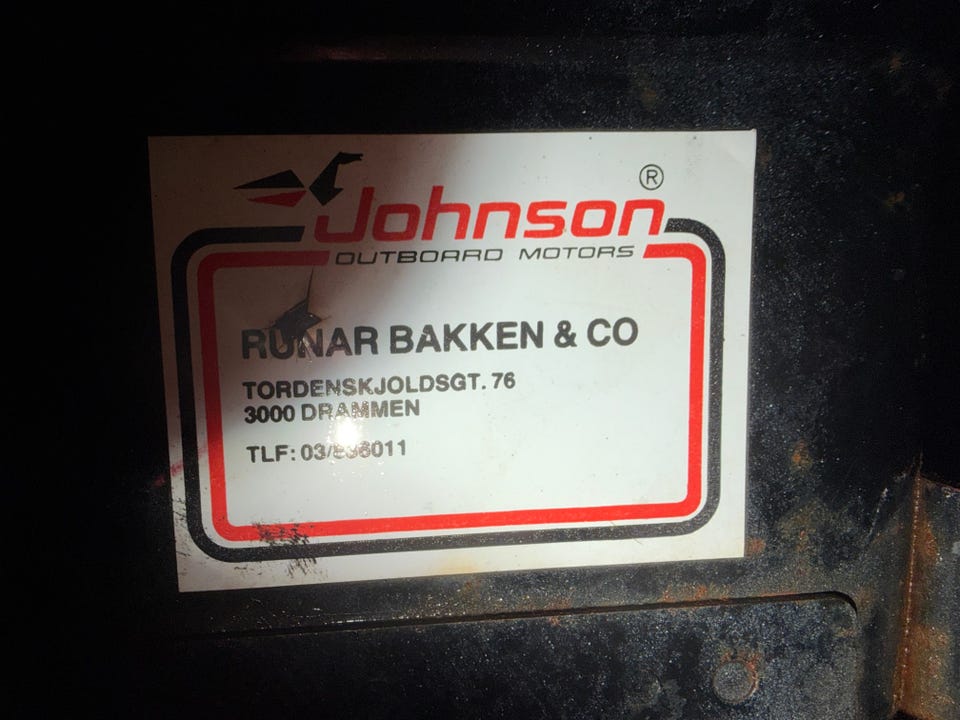 Johnson ®
OUTBOARD MOTORS
RUNAR BAKKEN & CO
TORDENSKJOLDSGT. 76
3000 DRAMMEN
TLF: